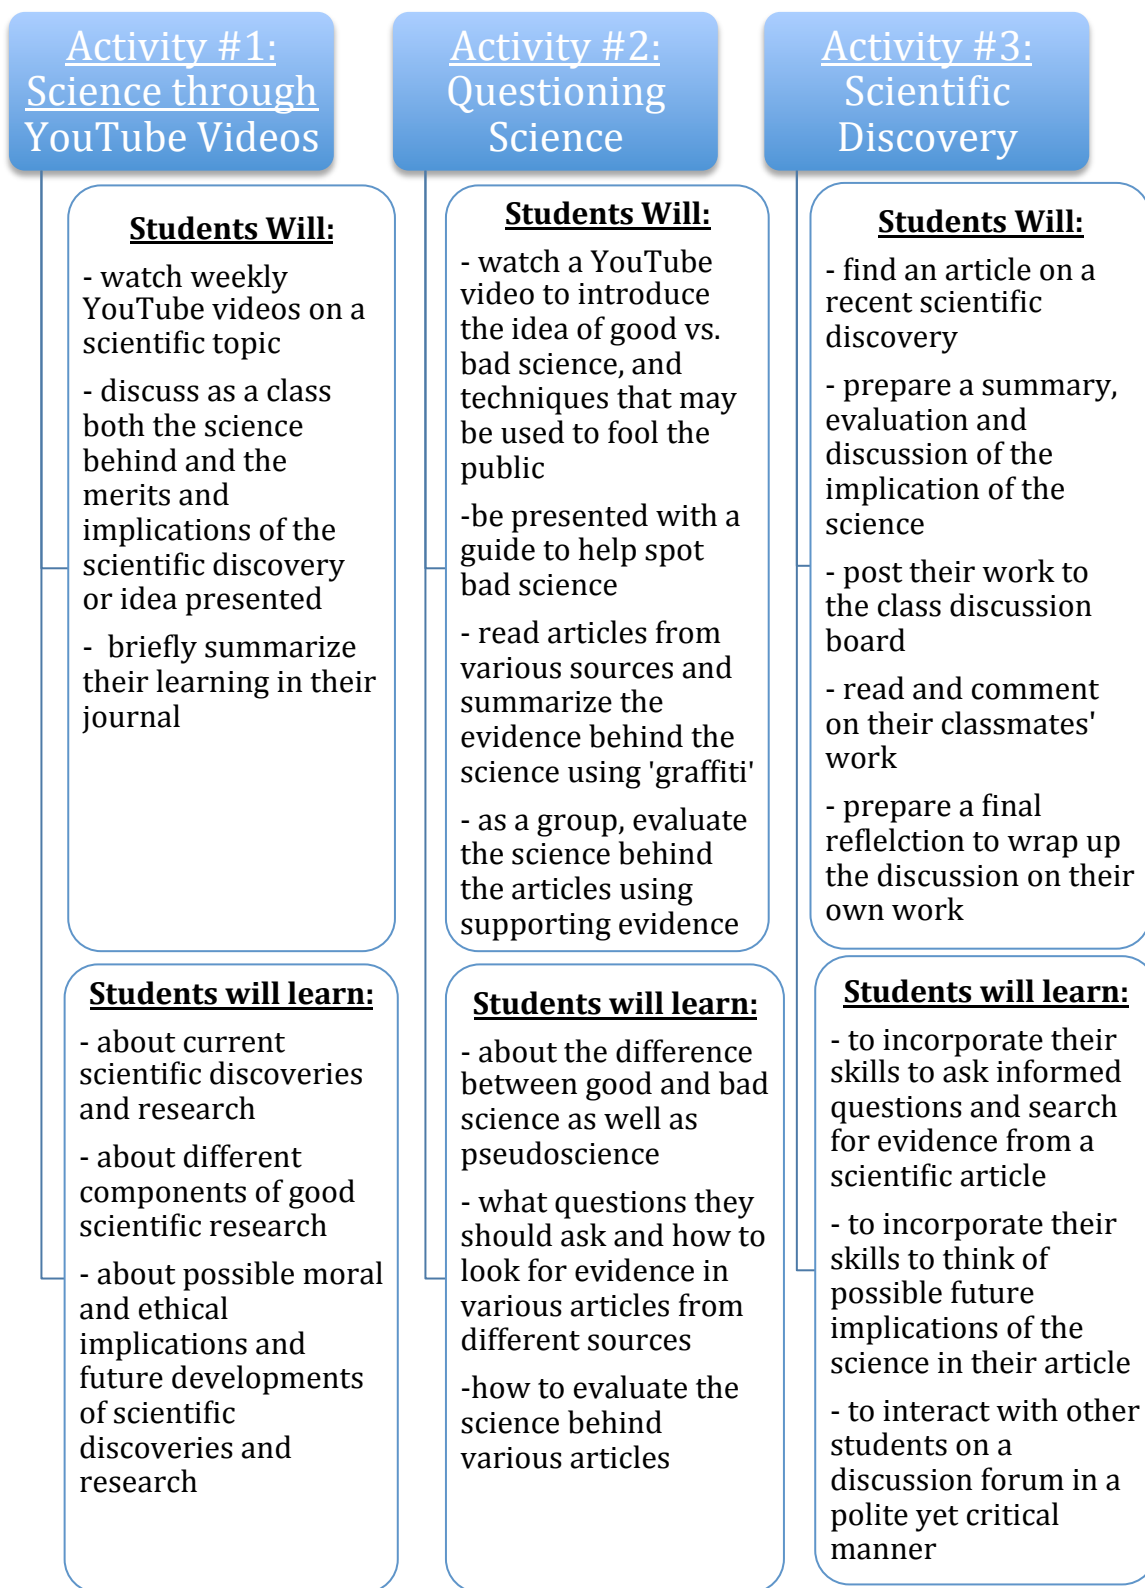 Activity #1:
Science through
YouTube Videos
Students Will:
- watch weekly
YouTube videos on a
scientific topic
- discuss as a class
both the science
behind and the
merits and
implications of the
scientific discovery
or idea presented
- briefly summarize
their learning in their
journal
Students will learn:
- about current
scientific discoveries
and research
- about different
components of good
scientific research
- about possible moral
and ethical
implications and
future developments
of scientific
discoveries and
research
Activity #2:
Questioning
Science
Students Will:
- watch a YouTube
video to introduce
the idea of good vs.
bad science, and
techniques that may
be used to fool the
public
-be presented with a
guide to help spot
bad science
- read articles from
various sources and
summarize the
evidence behind the
science using 'graffiti'
- as a group, evaluate
the science behind
the articles using
supporting evidence
Students will learn:
- about the difference
between good and bad
science as well as
pseudoscience
- what questions they
should ask and how to
look for evidence in
various articles from
different sources
-how to evaluate the
science behind
various articles
Activity #3:
Scientific
Discovery
Students Will:
- find an article on a
recent scientific
discovery
- prepare a summary,
evaluation and
discussion of the
implication of the
science
- post their work to
the class discussion
board
- read and comment
on their classmates'
work
- prepare a final
reflelction to wrap up
the discussion on their
own work
Students will learn:
- to incorporate their
skills to ask informed
questions and search
for evidence from a
scientific article
- to incorporate their
skills to think of
possible future
implications of the
science in their article
- to interact with other
students on a
discussion forum in a
polite yet critical
manner